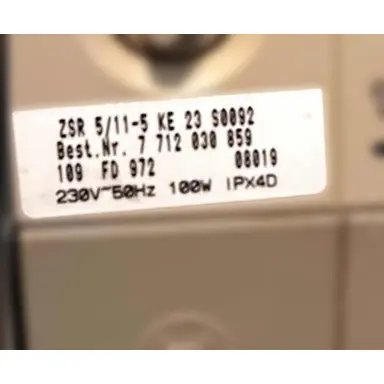 ZSR 5/11-5 KE 23 S0092
Best.Nr. 7 712 030 859
109 FD 972 08019
230V~50Hz 100W IPX4D